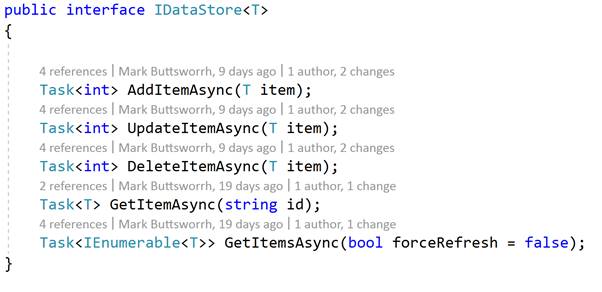 public interface IDataStore<T>
{
4 references | Mark Buttsworrh, 9 days ago | 1 author, 2 changes
Task<int> AddItemAsync(T item);
4 references | Mark Buttsworrh, 9 days ago | 1 author, 2 changes
Task<int> UpdateItemAsync(T item);
4 references | Mark Buttsworrh, 9 days ago | 1 author, 2 changes
Task<int> DeleteItemAsync(T item);
2 references | Mark Buttsworrh, 19 days ago | 1 author, 1 change
Task<T> GetItemAsync(string id);
4 references | Mark Buttsworrh, 19 days ago | 1 author, 1 change
Task<IEnumerable<T>> GetItemsAsync(bool forceRefresh = false);
}